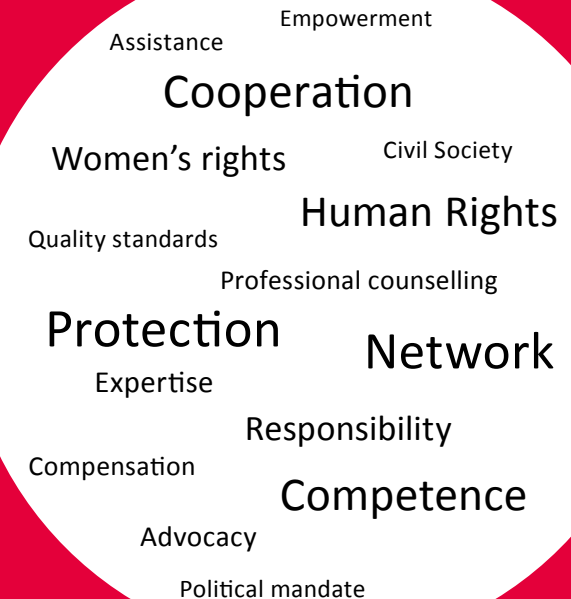 Empowerment
Assistance
Cooperation
Women’s rights
Civil Society
Human Rights
Quality standards
Professional counselling
Protection
Network
Expertise
Responsibility
Compensation
Competence
Advocacy
Political mandate